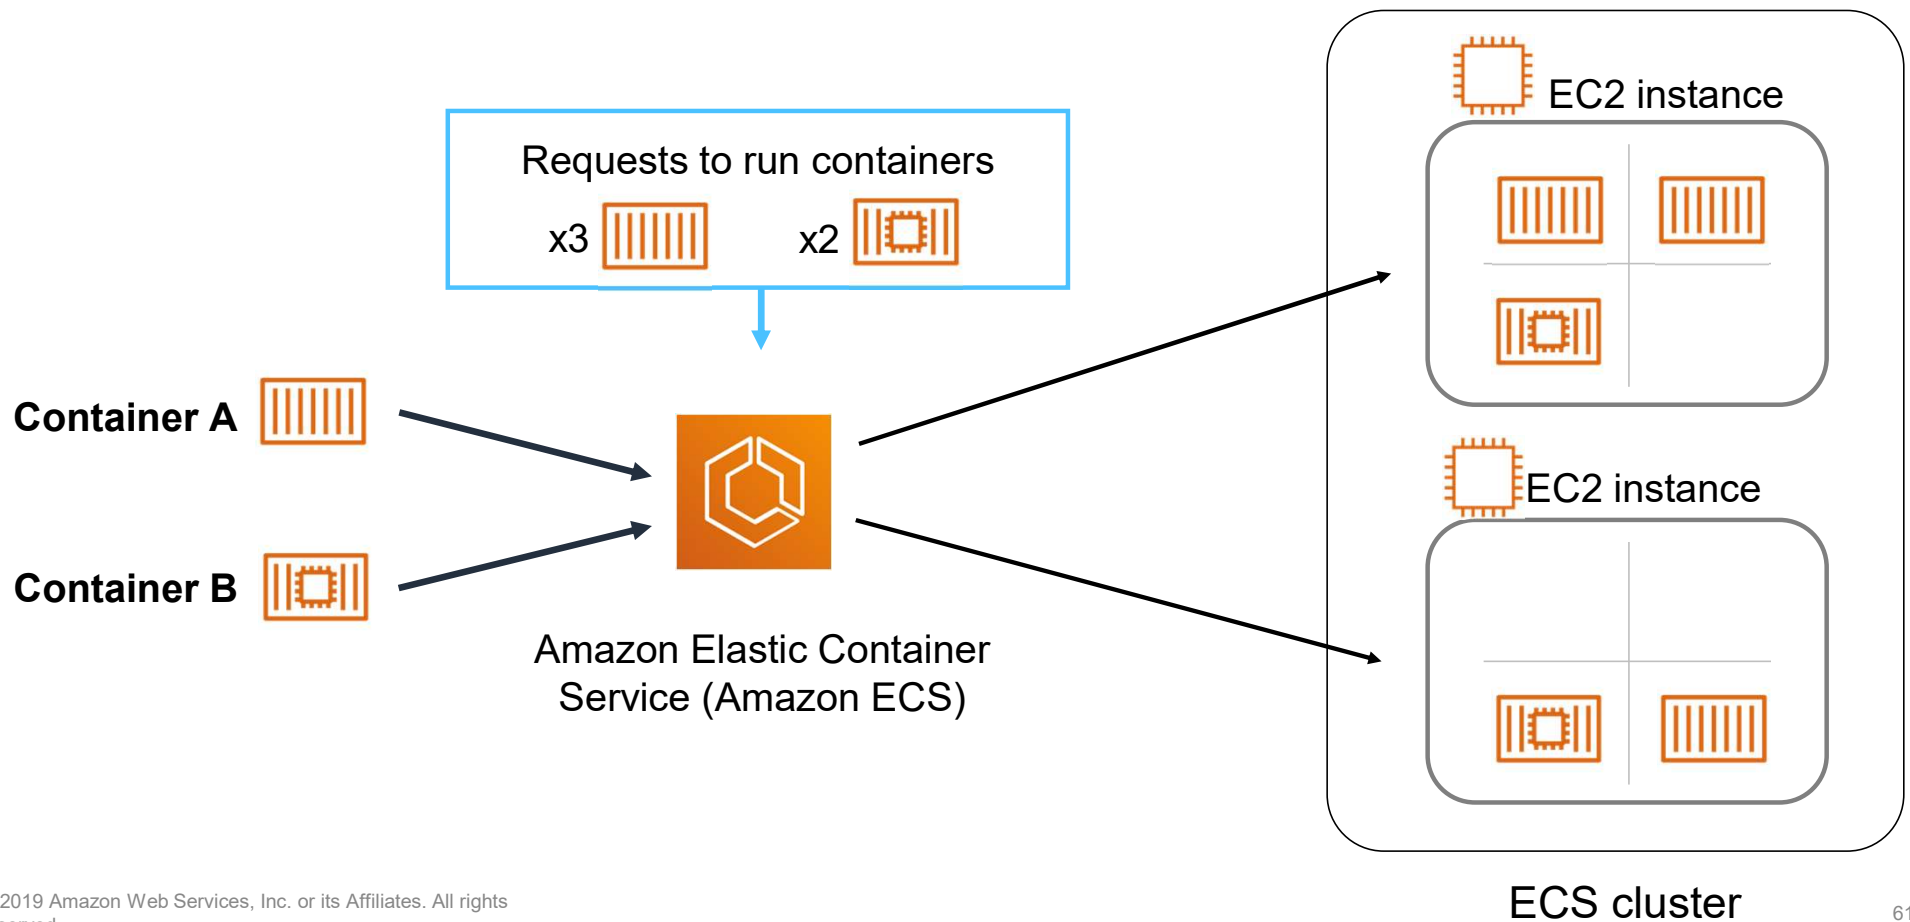 EC2 instance
Requests to run containers
x3
x2
Container A
EC2 instance
Container B
Amazon Elastic Container
Service (Amazon ECS)
ECS cluster
2019 Amazon Web Services, Inc. or its Affiliates. All rights
61